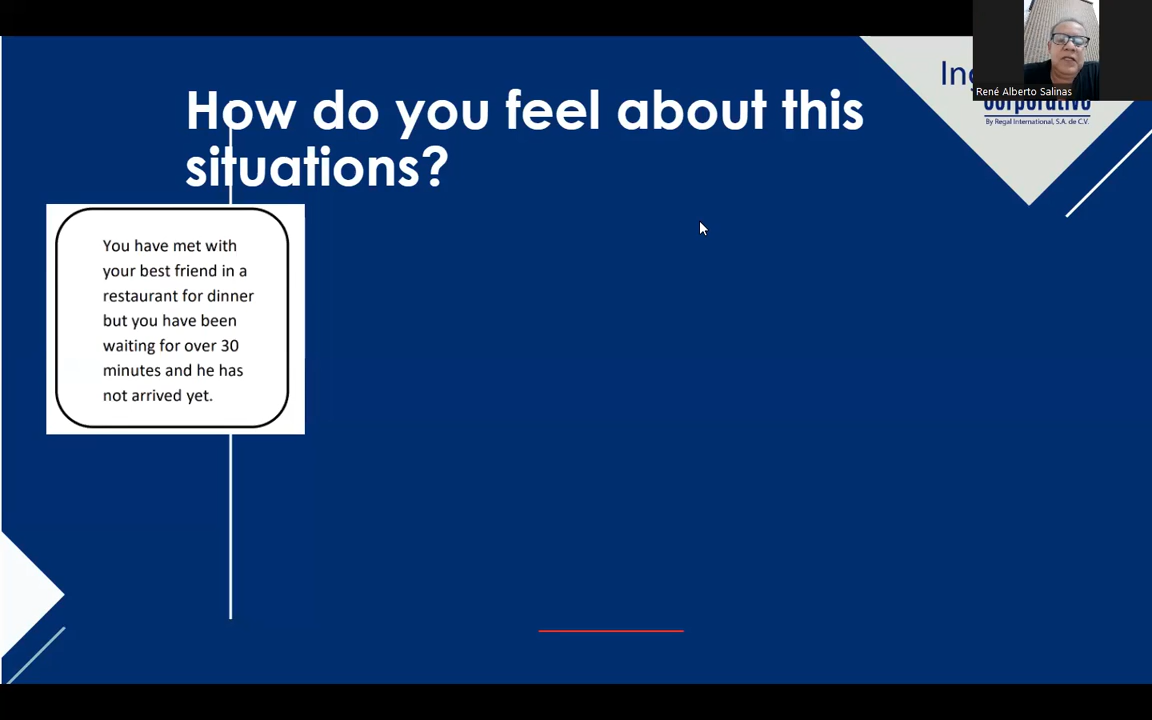 How do you feel about this
situations?
You have met with
your best friend in a
restaurant for dinner
but you have been
waiting for over 30
minutes and he has
not arrived yet.
René Alberto Salinas
By Regal International, S.A. de C.V.